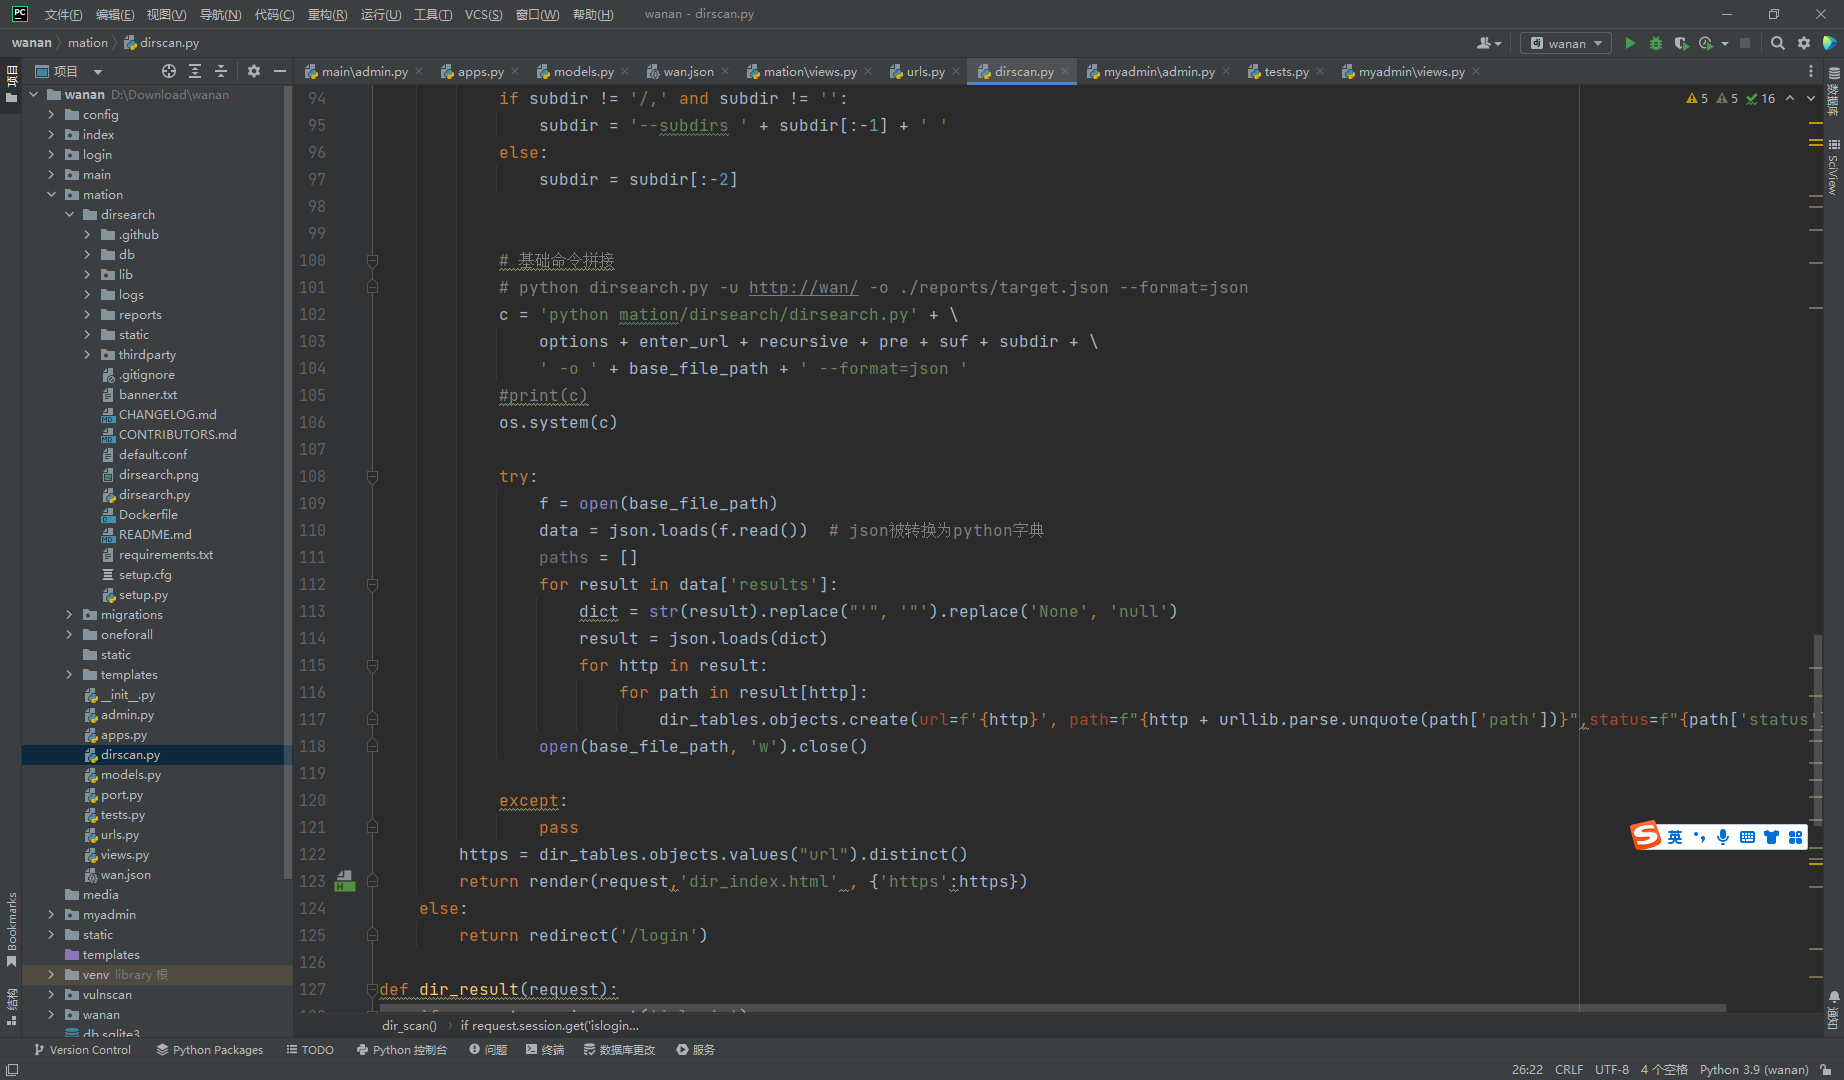 文件(F) 编辑(E) 视图(V) 导航(N) 代码(C) 重构(R) 运行(U) 工具(T) VCS(S) 窗口(W) 帮助(H) wanan - dirscan.py
wanan mation dirscan.py wanan
项目 main\admin.py apps.py models.py wan.json mation\views.py urls.py dirscan.py myadmin\admin.py tests.py myadmin\views.py
项目
wanan D:\Download\wanan
config
index
login
main
mation
dirsearch
.github
db
lib
logs
reports
static
thirdparty
.gitignore
banner.txt
CHANGELOG.md
CONTRIBUTORS.md
default.conf
dirsearch.png
dirsearch.py
Dockerfile
README.md
requirements.txt
setup.cfg
setup.py
migrations
oneforall
static
templates
__init__.py
admin.py
apps.py
dirscan.py
models.py
port.py
tests.py
urls.py
views.py
wan.json
media
myadmin
static
templates
venv library 根
vulnscan
wanan
db.sqlite3
Bookmarks
结构
5 5 16
94 if subdir != '/,' and subdir != '':
95 subdir = '--subdirs ' + subdir[:-1] + ' '
96 else:
97 subdir = subdir[:-2]
98
99
100 # 基础命令拼接
101 # python dirsearch.py -u http://wan/ -o ./reports/target.json --format=json
102 c = 'python mation/dirsearch/dirsearch.py' + \
103 options + enter_url + recursive + pre + suf + subdir + \
104 ' -o ' + base_file_path + ' --format=json '
105 #print(c)
106 os.system(c)
107
108 try:
109 f = open(base_file_path)
110 data = json.loads(f.read()) # json被转换为python字典
111 paths = []
112 for result in data['results']:
113 dict = str(result).replace("'", '"').replace('None', 'null')
114 result = json.loads(dict)
115 for http in result:
116 for path in result[http]:
117 dir_tables.objects.create(url=f'{http}', path=f"{http + urllib.parse.unquote(path['path'])}",status=f"{path['status'
118 open(base_file_path, 'w').close()
119
120 except:
121 pass
122 https = dir_tables.objects.values("url").distinct()
123 return render(request,'dir_index.html' , {'https':https})
124 else:
125 return redirect('/login')
126
127 def dir_result(request):
数据库
SciView
通知
英
dir_scan() if request.session.get('islogin...
Version Control Python Packages TODO Python 控制台 问题 终端 数据库更改 服务
26:22 CRLF UTF-8 4 个空格 Python 3.9 (wanan)